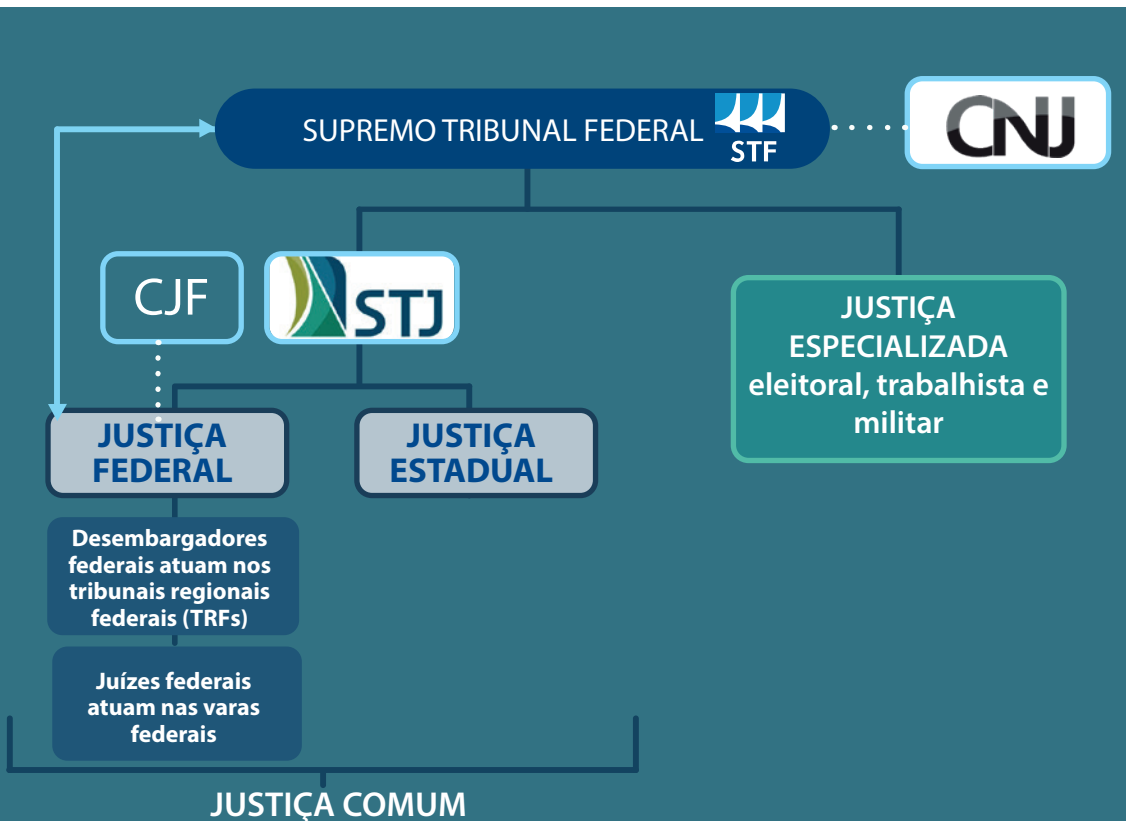 SUPREMO TRIBUNAL FEDERAL
STF
CNJ
CJF
STJ
JUSTIÇA
ESPECIALIZADA
eleitoral, trabalhista e
militar
JUSTIÇA
FEDERAL
JUSTIÇA
ESTADUAL
Desembargadores
federais atuam nos
tribunais regionais
federais (TRFs)
Juízes federais
atuam nas varas
federais
JUSTIÇA COMUM